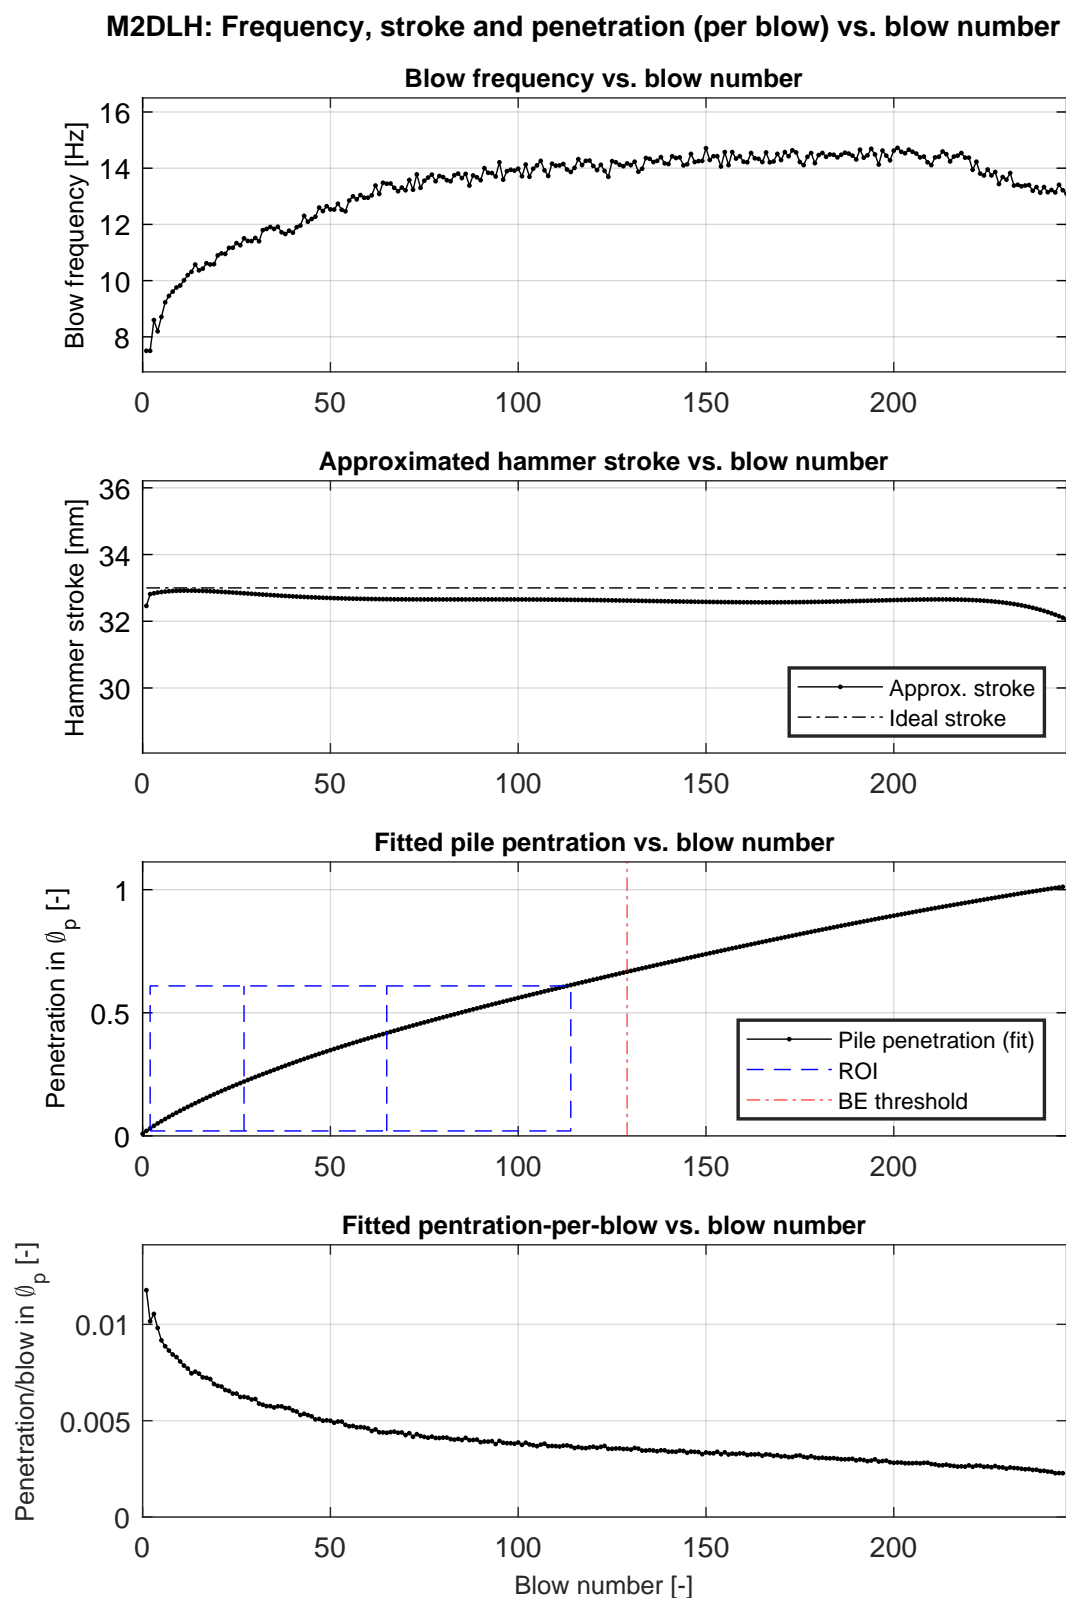 M2DLH: Frequency, stroke and penetration (per blow) vs. blow number
Blow frequency vs. blow number
Blow frequency [Hz]
16
14
12
10
8
0 50 100 150 200
Approximated hammer stroke vs. blow number
Hammer stroke [mm]
36
34
32
30
Approx. stroke
Ideal stroke
0 50 100 150 200
Fitted pile pentration vs. blow number
Penetration in ∅p [-]
1
0.5
0
Pile penetration (fit)
ROI
BE threshold
0 50 100 150 200
Fitted pentration-per-blow vs. blow number
Penetration/blow in ∅p [-]
0.01
0.005
0
0 50 100 150 200
Blow number [-]